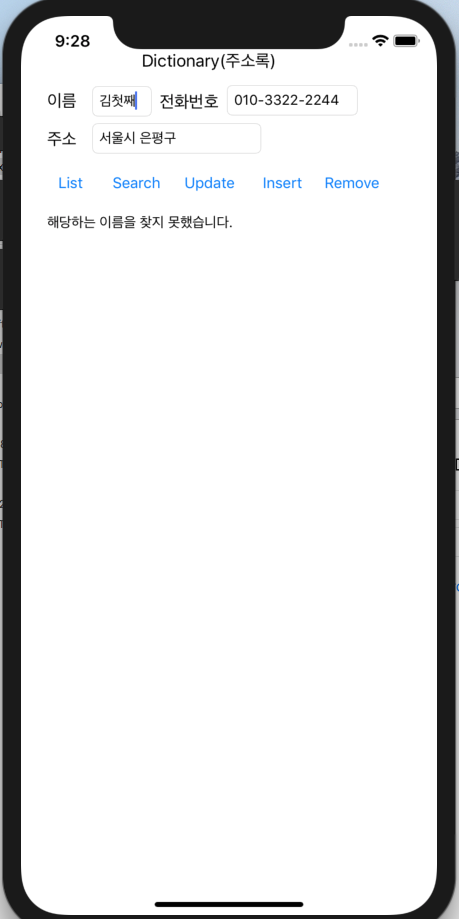 9:28
Dictionary(주소록)
이름 김첫째 전화번호 010-3322-2244
주소 서울시 은평구
List Search Update Insert Remove
해당하는 이름을 찾지 못했습니다.